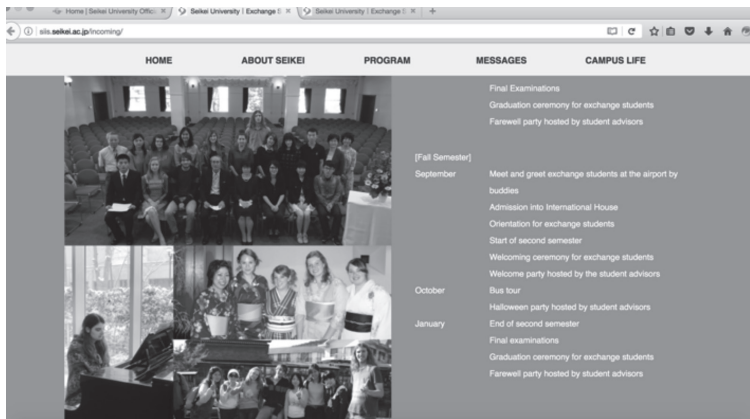 Home | Seikei University Offici
Seikei University | Exchange S
Seikei University | Exchange S
sils.seikei.ac.jp/incoming/
HOME ABOUT SEIKEI PROGRAM MESSAGES CAMPUS LIFE
Final Examinations
Graduation ceremony for exchange students
Farewell party hosted by student advisors
[Fall Semester]
September Meet and greet exchange students at the airport by
buddies
Admission into International House
Orientation for exchange students
Start of second semester
Welcoming ceremony for exchange students
Welcome party hosted by the student advisors
October Bus tour
Halloween party hosted by student advisors
January End of second semester
Final examinations
Graduation ceremony for exchange students
Farewell party hosted by student advisors